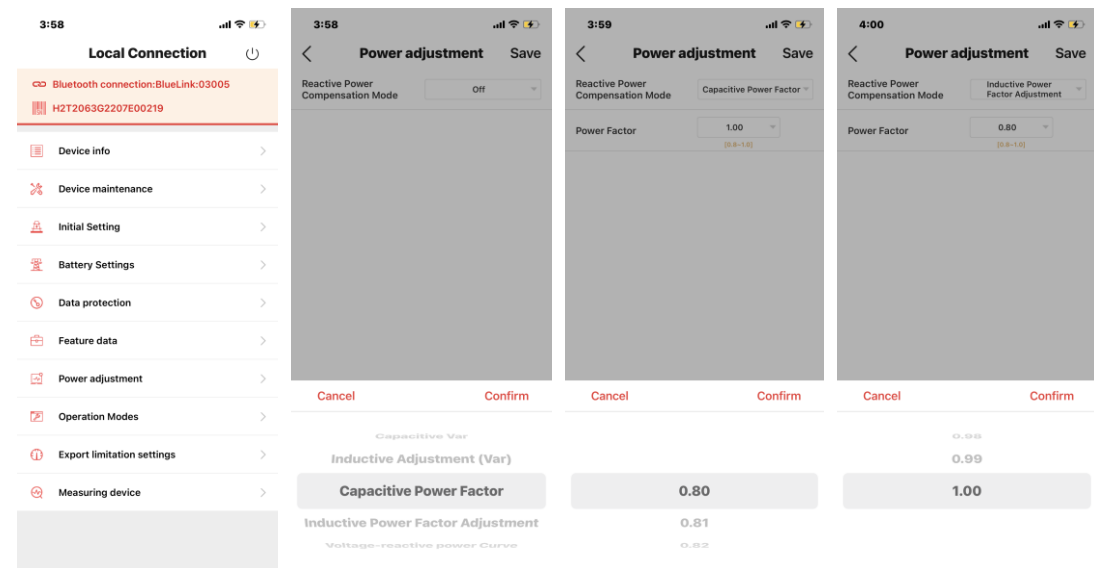 3:58
Local Connection
Bluetooth connection:BlueLink:03005
H2T2063G2207E00219
Device info
Device maintenance
Initial Setting
Battery Settings
Data protection
Feature data
Power adjustment
Operation Modes
Export limitation settings
Measuring device
3:58
Power adjustment Save
Reactive Power
Compensation Mode
Off
Cancel Confirm
Capacitive Var
Inductive Adjustment (Var)
Capacitive Power Factor
Inductive Power Factor Adjustment
Voltage-reactive power Curve
3:59
Power adjustment Save
Reactive Power
Compensation Mode
Capacitive Power Factor
Power Factor
1.00
[0.8~1.0]
Cancel Confirm
0.80
0.81
0.82
4:00
Power adjustment Save
Reactive Power
Compensation Mode
Inductive Power
Factor Adjustment
Power Factor
0.80
[0.8~1.0]
Cancel Confirm
0.98
0.99
1.00